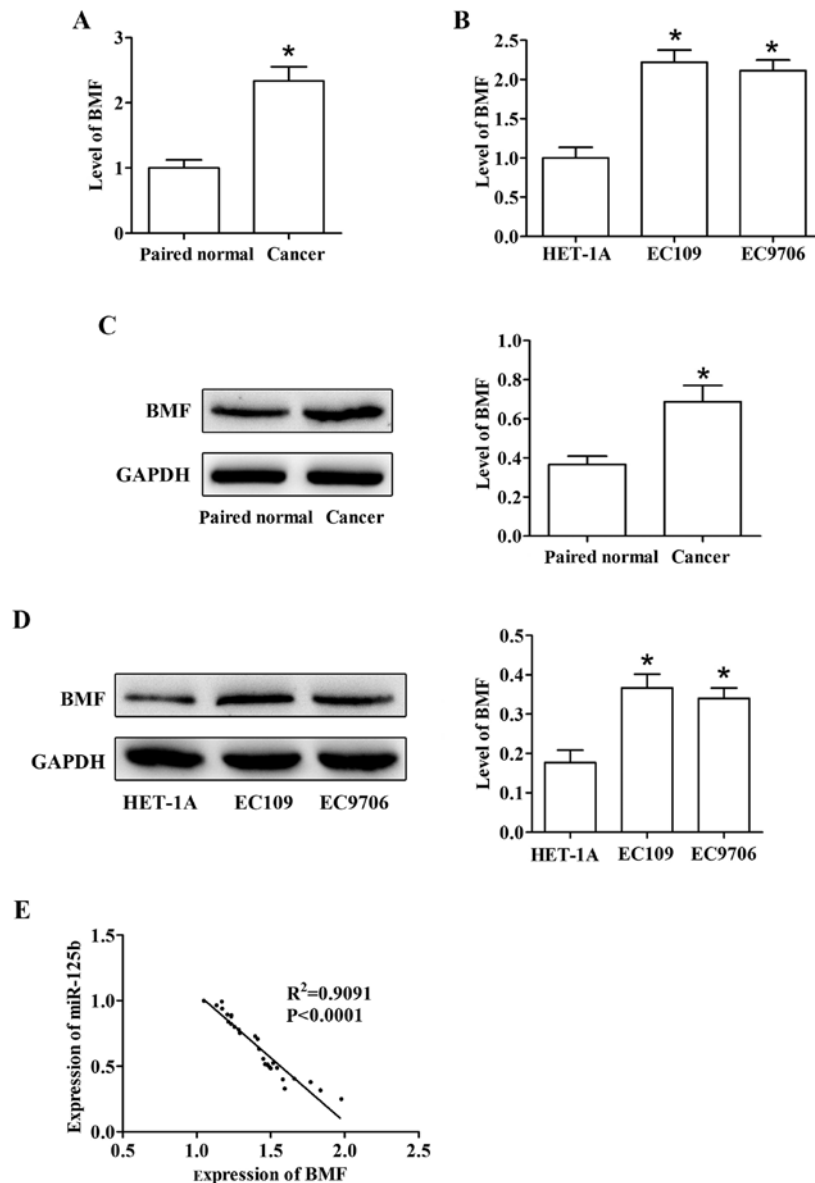 A
Level of BMF
3
2
1
0
*
Paired normal Cancer
B
Level of BMF
2.5
2.0
1.5
1.0
0.5
0.0
* *
HET-1A EC109 EC9706
C
BMF
GAPDH
Paired normal Cancer
Level of BMF
1.0
0.8
0.6
0.4
0.2
0.0
*
Paired normal Cancer
D
BMF
GAPDH
HET-1A EC109 EC9706
Level of BMF
0.5
0.4
0.3
0.2
0.1
0.0
* *
HET-1A EC109 EC9706
E
Expression of miR-125b
1.5
1.0
0.5
0.0
R²=0.9091
P<0.0001
0.5 1.0 1.5 2.0 2.5
Expression of BMF